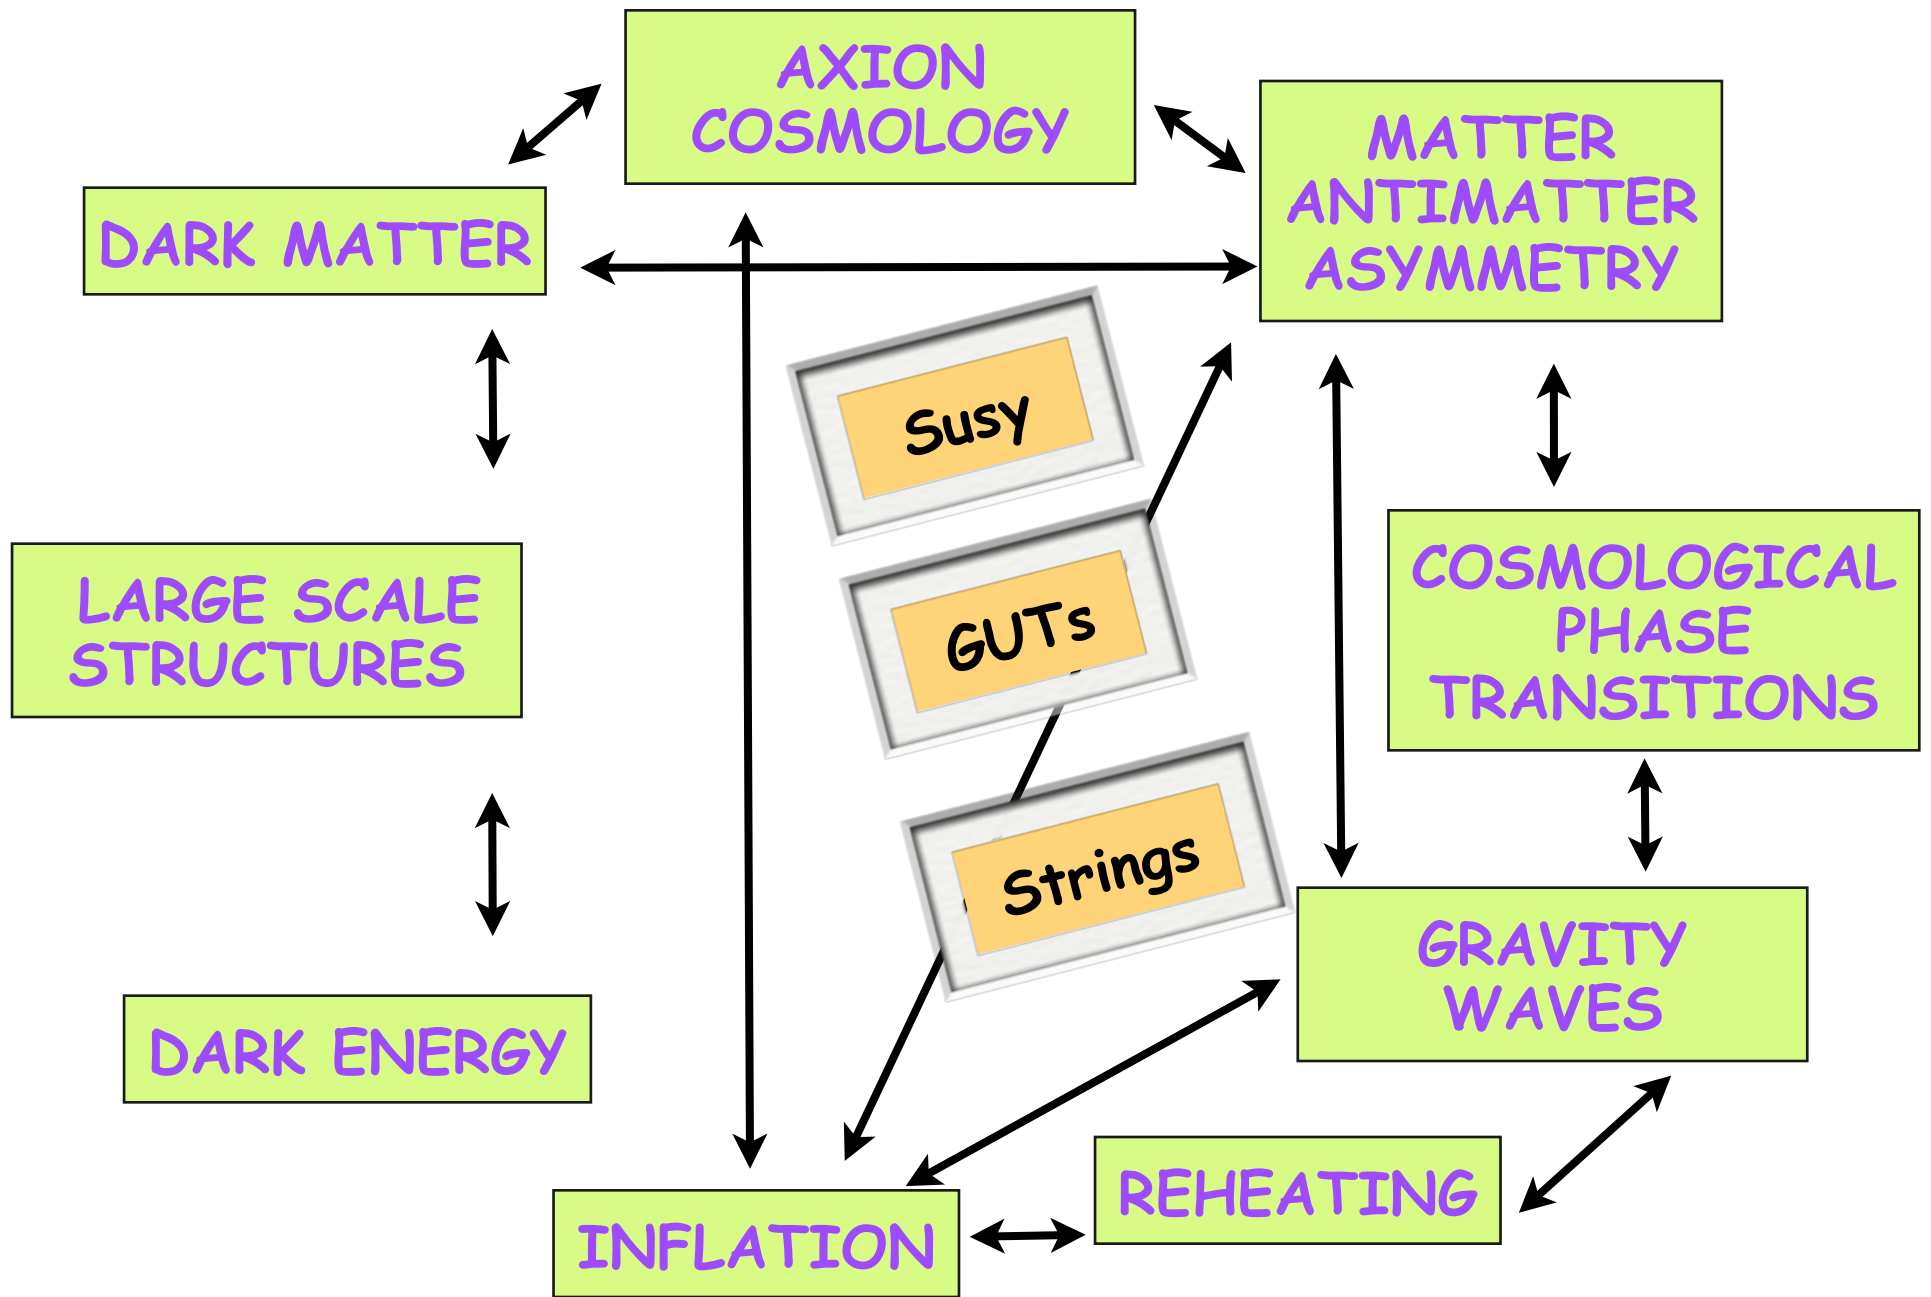 AXION
COSMOLOGY
MATTER
ANTIMATTER
ASYMMETRY
DARK MATTER
Susy
LARGE SCALE
STRUCTURES
GUTs
COSMOLOGICAL
PHASE
TRANSITIONS
Strings
GRAVITY
WAVES
DARK ENERGY
REHEATING
INFLATION